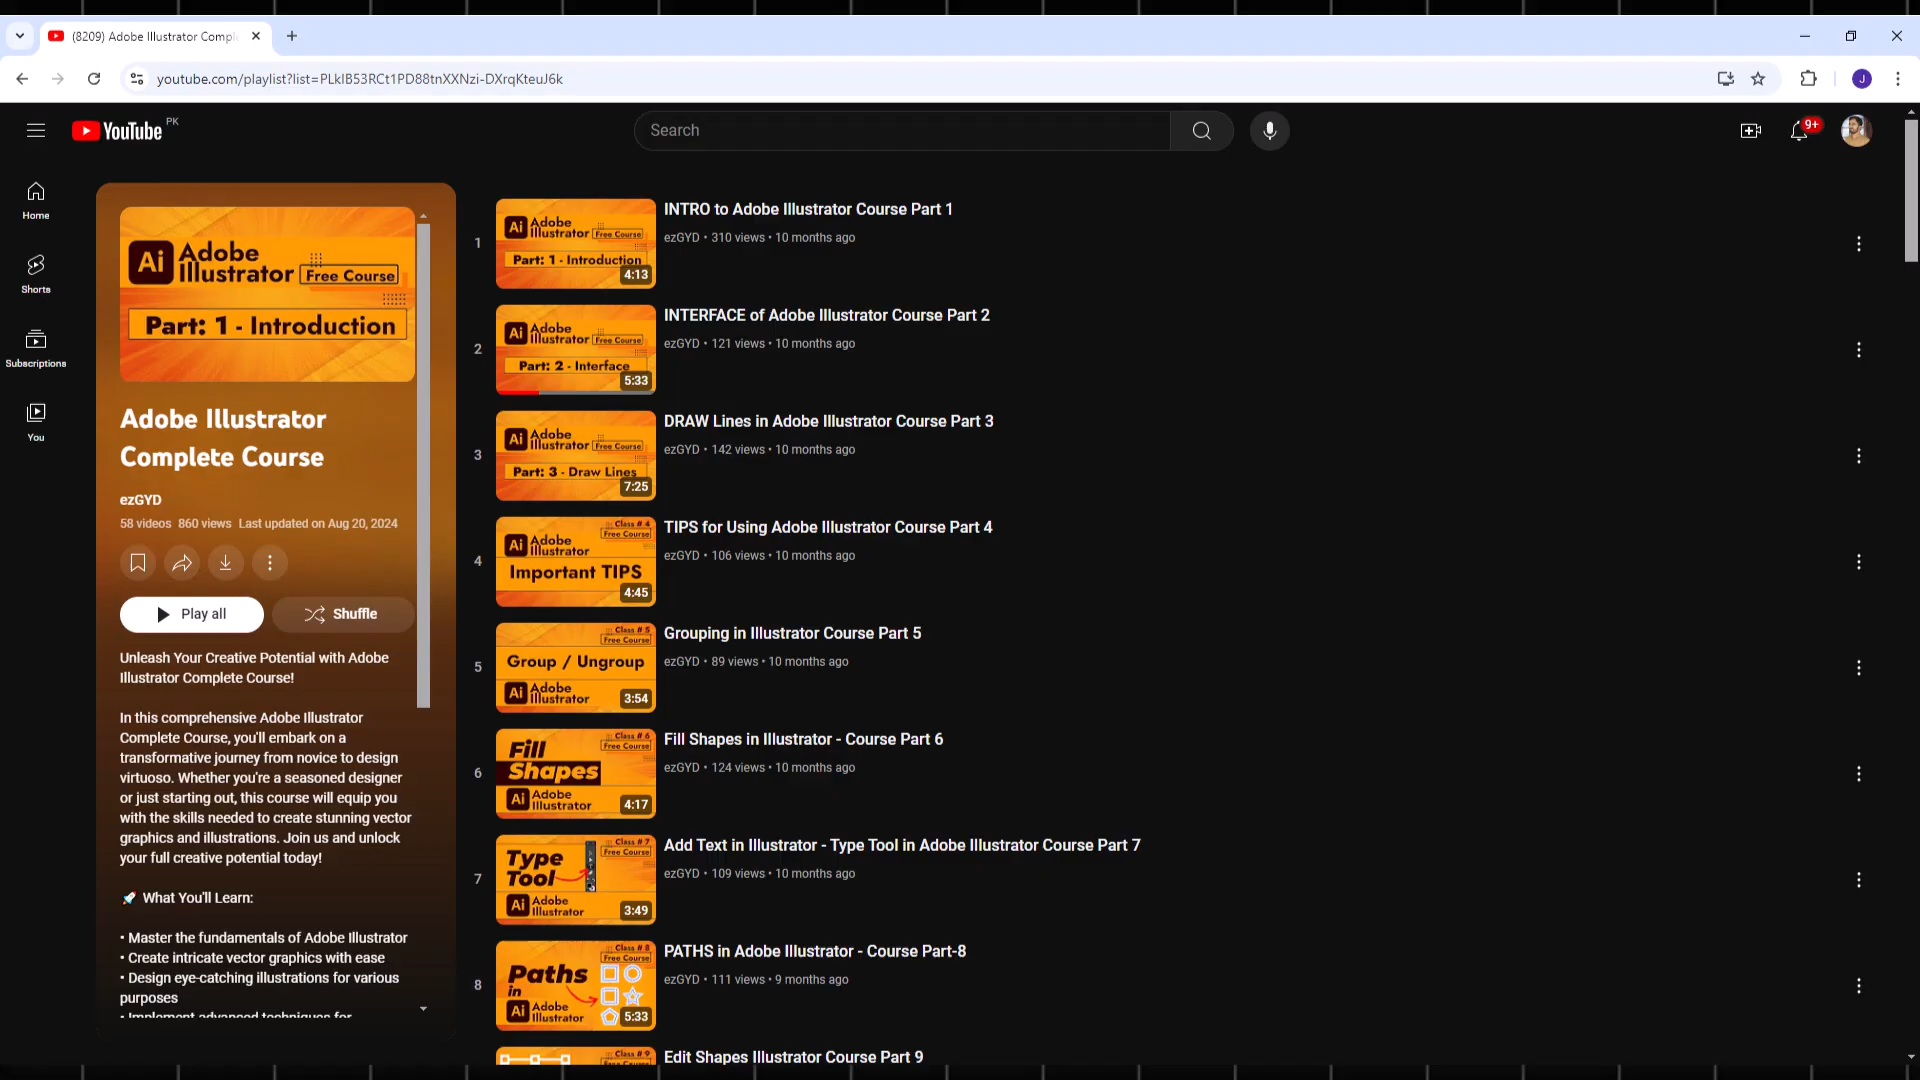 (8209) Adobe Illustrator Compl
youtube.com/playlist?list=PLkIB53RCt1PD88tnXXNzi-DXrqKteuJ6k
J
YouTube PK
Search
9+
Home
Shorts
Subscriptions
You
Ai Adobe Illustrator Free Course
Part: 1 - Introduction
Adobe Illustrator
Complete Course
ezGYD
58 videos 860 views Last updated on Aug 20, 2024
Play all
Shuffle
Unleash Your Creative Potential with Adobe
Illustrator Complete Course!
In this comprehensive Adobe Illustrator
Complete Course, you'll embark on a
transformative journey from novice to design
virtuoso. Whether you're a seasoned designer
or just starting out, this course will equip you
with the skills needed to create stunning vector
graphics and illustrations. Join us and unlock
your full creative potential today!
🚀 What You'll Learn:
• Master the fundamentals of Adobe Illustrator
• Create intricate vector graphics with ease
• Design eye-catching illustrations for various
purposes
• Implement advanced techniques for
1
Ai Adobe Illustrator Free Course
Part: 1 - Introduction
4:13
INTRO to Adobe Illustrator Course Part 1
ezGYD • 310 views • 10 months ago
2
Ai Adobe Illustrator Free Course
Part: 2 - Interface
5:33
INTERFACE of Adobe Illustrator Course Part 2
ezGYD • 121 views • 10 months ago
3
Ai Adobe Illustrator Free Course
Part: 3 - Draw Lines
7:25
DRAW Lines in Adobe Illustrator Course Part 3
ezGYD • 142 views • 10 months ago
4
Class # 4
Free Course
Ai Adobe Illustrator
Important TIPS
4:45
TIPS for Using Adobe Illustrator Course Part 4
ezGYD • 106 views • 10 months ago
5
Class # 5
Free Course
Group / Ungroup
Ai Adobe Illustrator
3:54
Grouping in Illustrator Course Part 5
ezGYD • 89 views • 10 months ago
6
Class # 6
Free Course
Fill
Shapes
Ai Adobe Illustrator
4:17
Fill Shapes in Illustrator - Course Part 6
ezGYD • 124 views • 10 months ago
7
Class # 7
Free Course
Type
Tool
Ai Adobe Illustrator
3:49
Add Text in Illustrator - Type Tool in Adobe Illustrator Course Part 7
ezGYD • 109 views • 10 months ago
8
Class # 8
Free Course
Paths
in
Ai Adobe Illustrator
5:33
PATHS in Adobe Illustrator - Course Part-8
ezGYD • 111 views • 9 months ago
Class # 9
Free Course
Edit Shapes Illustrator Course Part 9